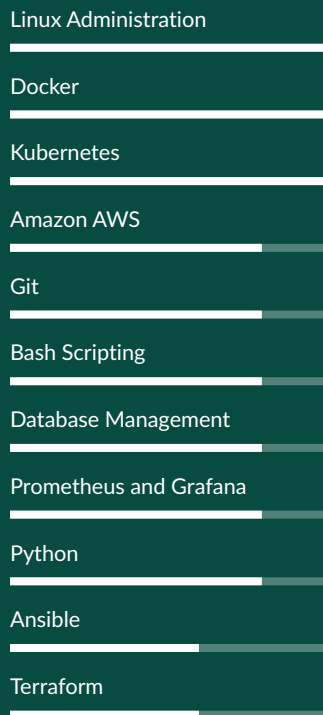 Linux Administration
Docker
Kubernetes
Amazon AWS
Git
Bash Scripting
Database Management
Prometheus and Grafana
Python
Ansible
Terraform